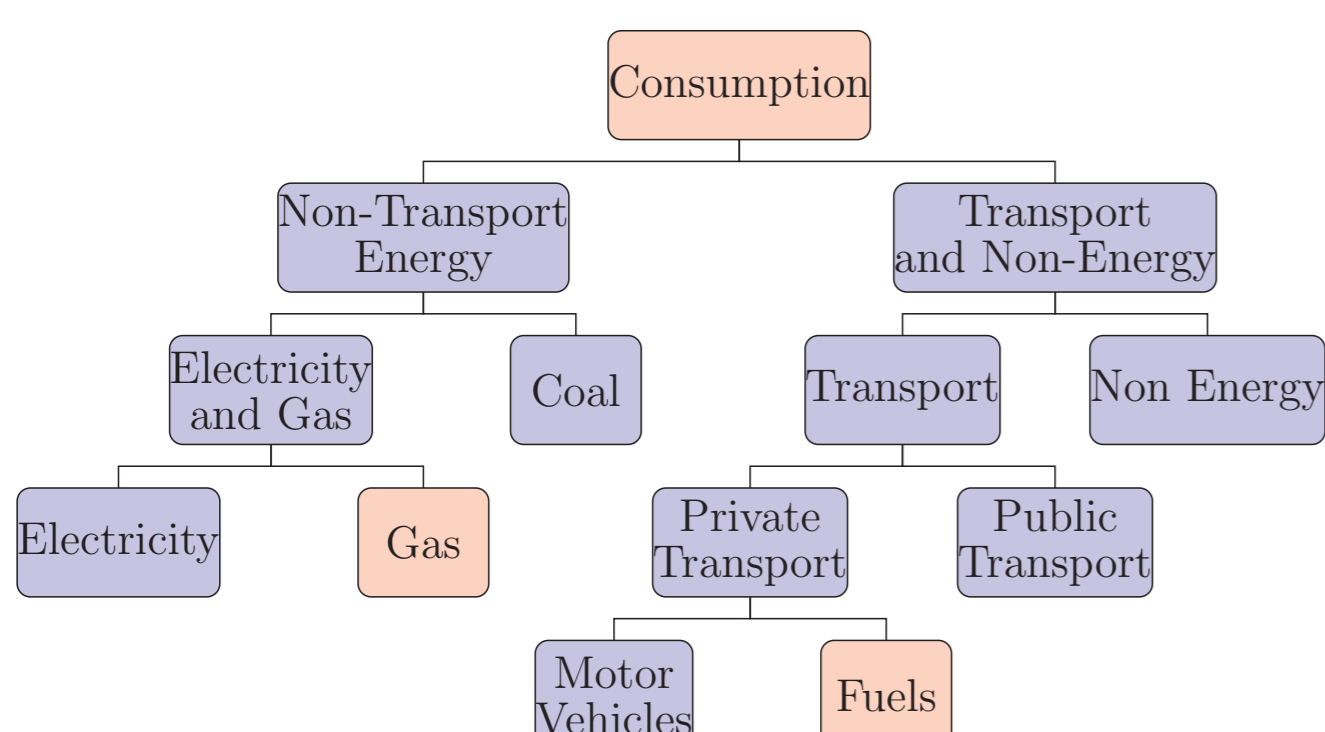 Consumption
Non-Transport
Energy
Transport
and Non-Energy
Electricity
and Gas
Coal
Transport
Non Energy
Electricity
Gas
Private
Transport
Public
Transport
Motor
Vehicles
Fuels